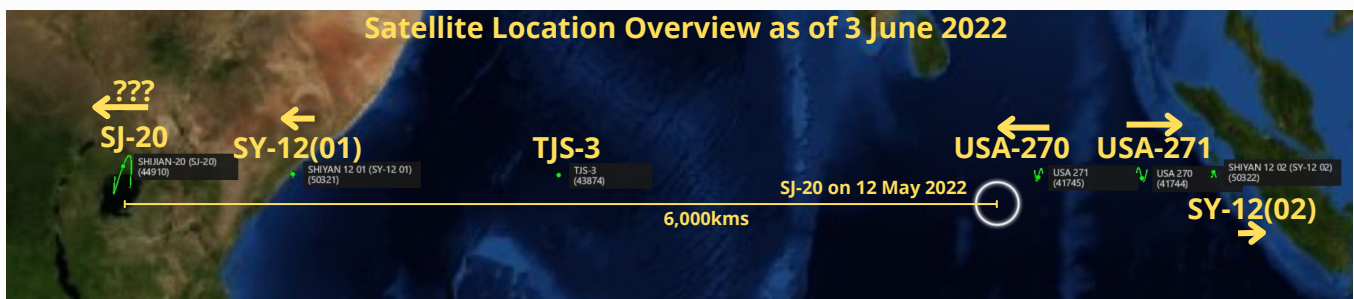 Satellite Location Overview as of 3 June 2022
???
SJ-20
SHIJIAN-20 (SJ-20)
(44910)
SY-12(01)
SHIYAN 12 01 (SY-12 01)
(50321)
TJS-3
TJS-3
(43874)
USA-270
USA 271
(41745)
USA-271
USA 270
(41744)
SHIYAN 12 02 (SY-12 02)
(50322)
SY-12(02)
SJ-20 on 12 May 2022
6,000kms